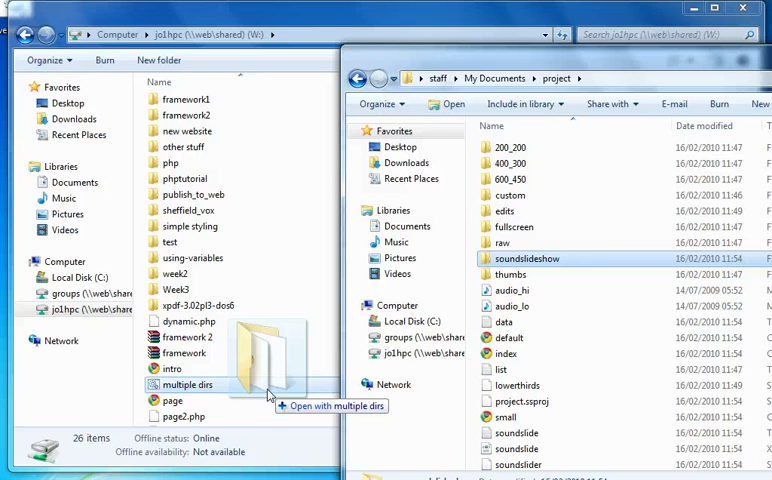 Computer ▸ jo1hpc (\\web\shared) (W:) ▸
Search jo1hpc (\\web\shared) (W:)
Organize ▾ Burn New folder
Name
Favorites
Desktop
Downloads
Recent Places
Libraries
Documents
Music
Pictures
Videos
Computer
Local Disk (C:)
groups (\\web\share
jo1hpc (\\web\share
Network
framework1
framework2
new website
other stuff
php
phptutorial
publish_to_web
sheffield_vox
simple styling
test
using-variables
week2
Week3
xpdf-3.02pl3-dos6
dynamic.php
framework 2
framework
intro
multiple dirs
page
page2.php
Open with multiple dirs
26 items Offline status: Online
Offline availability: Not available
staff ▸ My Documents ▸ project ▸
Organize ▾ Open Include in library ▾ Share with ▾ E-mail Burn New
Name Date modified T
Favorites
Desktop
Downloads
Recent Places
Libraries
Documents
Music
Pictures
Videos
Computer
Local Disk (C:)
groups (\\web\shar
jo1hpc (\\web\shar
Network
200_200 16/02/2010 11:47 F
400_300 16/02/2010 11:47 F
600_450 16/02/2010 11:47 F
custom 16/02/2010 11:46 F
edits 16/02/2010 11:49 F
fullscreen 16/02/2010 11:47 F
raw 16/02/2010 11:47 F
soundslideshow 16/02/2010 11:54 F
thumbs 16/02/2010 11:47 F
audio_hi 14/07/2009 05:52
audio_lo 14/07/2009 05:52
data 16/02/2010 11:54
default 16/02/2010 11:54
index 16/02/2010 11:54
list 16/02/2010 11:54
lowerthirds 16/02/2010 11:54
project.ssproj 16/02/2010 11:54
small 16/02/2010 11:54
soundslide 16/02/2010 11:54
soundslide 16/02/2010 11:54
soundslider 16/02/2010 11:54